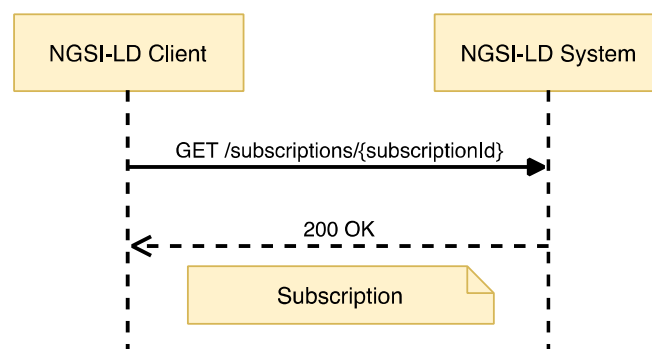 NGSI-LD Client
NGSI-LD System
GET /subscriptions/{subscriptionId}
200 OK
Subscription